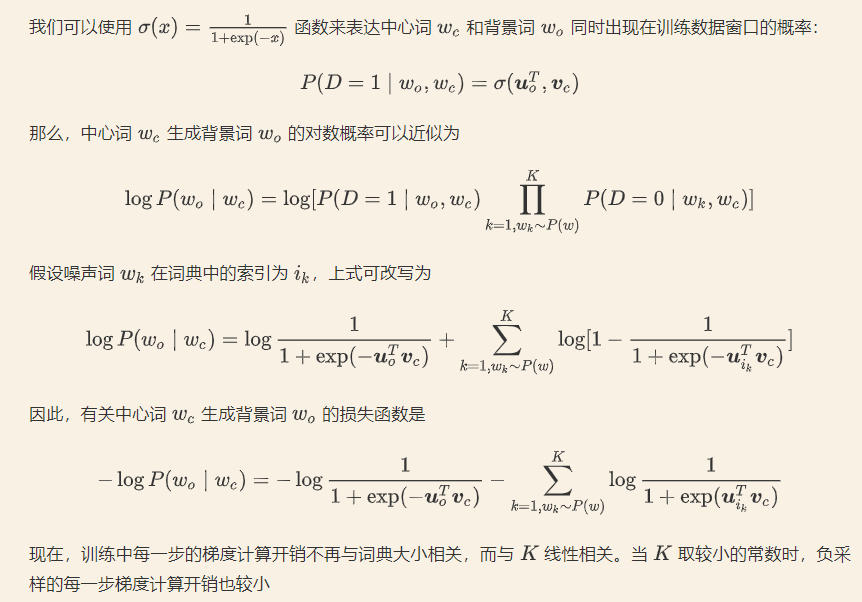 我们可以使用 $\sigma(x) = \frac{1}{1+\exp(-x)}$ 函数来表达中心词 $w_c$ 和背景词 $w_o$ 同时出现在训练数据窗口的概率：
$$P(D = 1 \mid w_o, w_c) = \sigma(\boldsymbol{u}_o^T, \boldsymbol{v}_c)$$
那么，中心词 $w_c$ 生成背景词 $w_o$ 的对数概率可以近似为
$$\log P(w_o \mid w_c) = \log[P(D = 1 \mid w_o, w_c) \prod_{k=1, w_k \sim P(w)}^{K} P(D = 0 \mid w_k, w_c)]$$
假设噪声词 $w_k$ 在词典中的索引为 $i_k$，上式可改写为
$$\log P(w_o \mid w_c) = \log \frac{1}{1 + \exp(-\boldsymbol{u}_o^T \boldsymbol{v}_c)} + \sum_{k=1, w_k \sim P(w)}^{K} \log[1 - \frac{1}{1 + \exp(-\boldsymbol{u}_{i_k}^T \boldsymbol{v}_c)}]$$
因此，有关中心词 $w_c$ 生成背景词 $w_o$ 的损失函数是
$$-\log P(w_o \mid w_c) = -\log \frac{1}{1 + \exp(-\boldsymbol{u}_o^T \boldsymbol{v}_c)} - \sum_{k=1, w_k \sim P(w)}^{K} \log \frac{1}{1 + \exp(\boldsymbol{u}_{i_k}^T \boldsymbol{v}_c)}$$
现在，训练中每一步的梯度计算开销不再与词典大小相关，而与 $K$ 线性相关。当 $K$ 取较小的常数时，负采
样的每一步梯度计算开销也较小